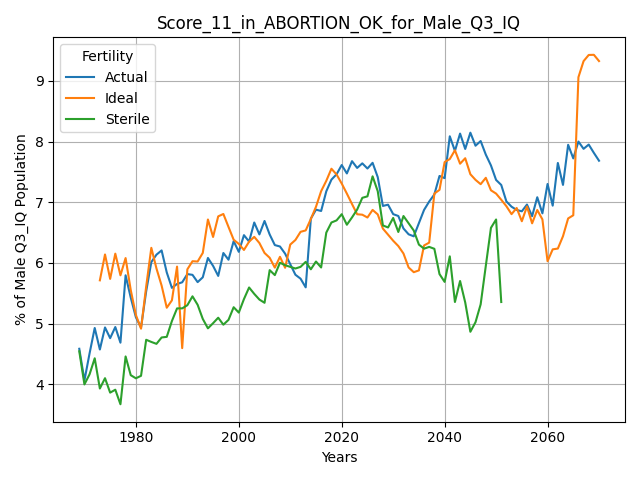 Score_11_in_ABORTION_OK_for_Male_Q3_IQ
Fertility
Actual
Ideal
Sterile
% of Male Q3_IQ Population
9
8
7
6
5
4
1980 2000 2020 2040 2060
Years